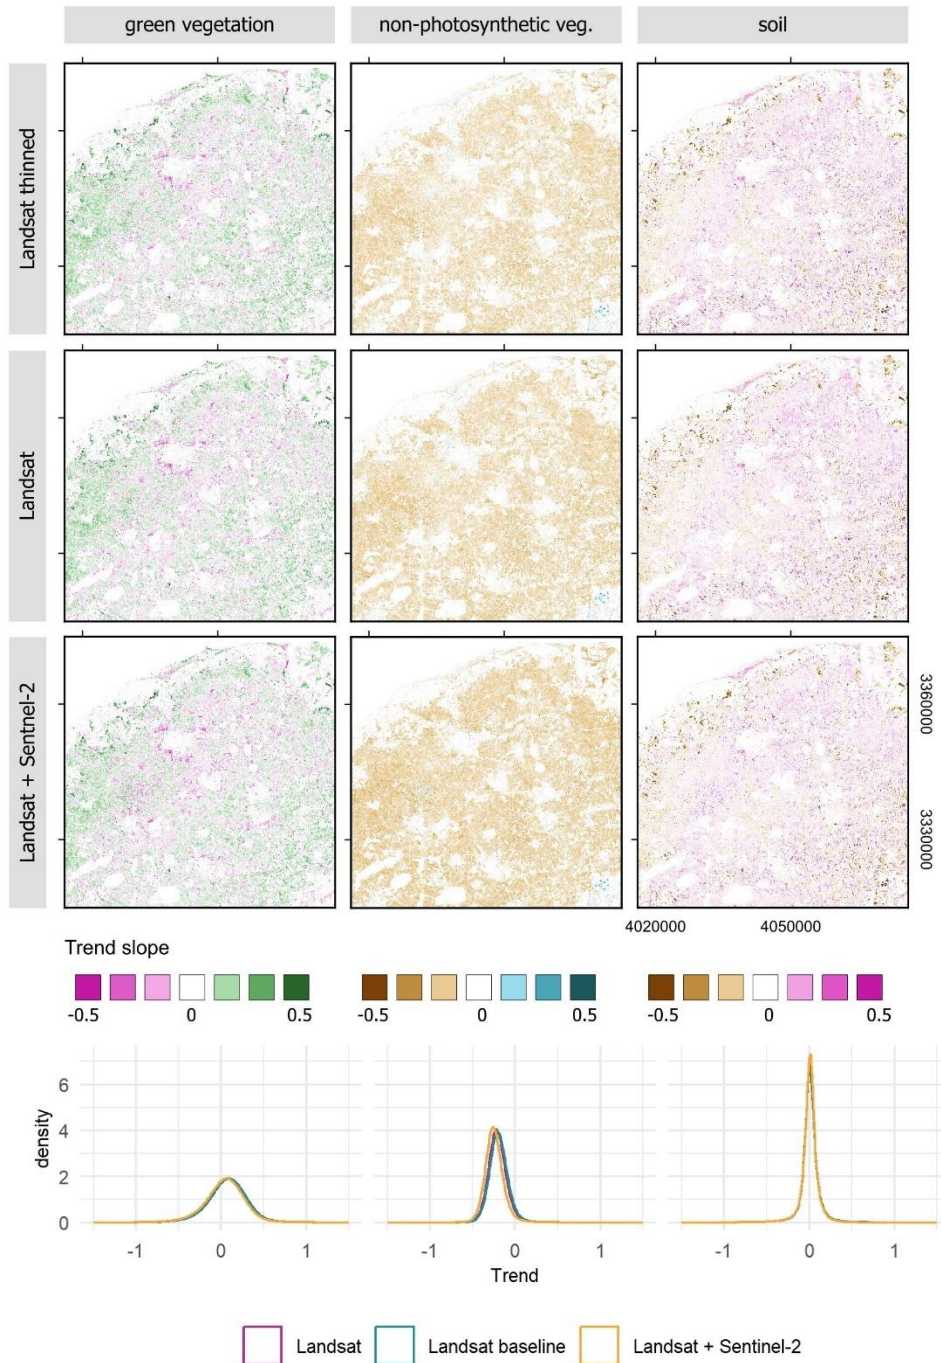 green vegetation
non-photosynthetic veg.
soil
Landsat thinned
Landsat
Landsat + Sentnel-2
3360000
3330000
4020000 4050000
Trend slope
-0.5 0 0.5
-0.5 0 0.5
-0.5 0 0.5
density
6
4
2
0
-1 0 1
-1 0 1
-1 0 1
Trend
Landsat
Landsat baseline
Landsat + Sentinel-2